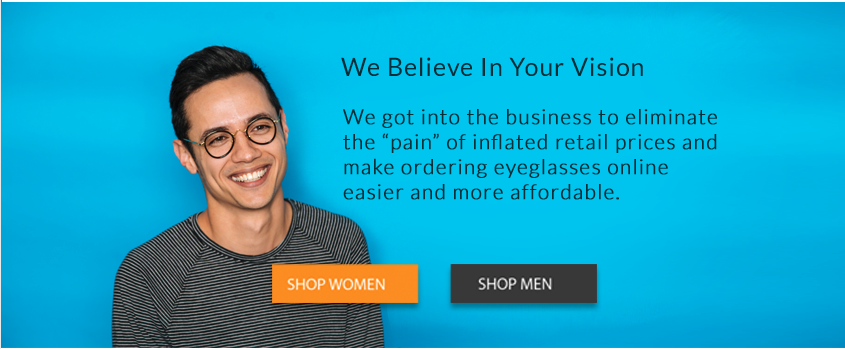 We Believe In Your Vision
We got into the business to eliminate
the “pain” of inflated retail prices and
make ordering eyeglasses online
easier and more affordable.
SHOP WOMEN
SHOP MEN